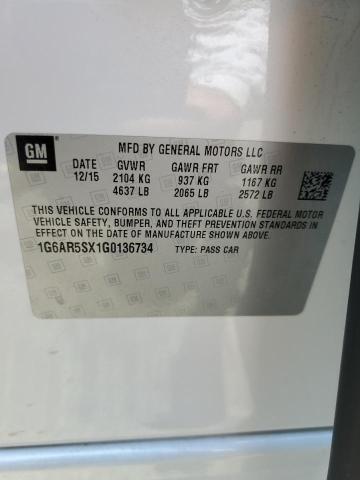 GM
MFD BY GENERAL MOTORS LLC
DATE GVWR GAWR FRT GAWR RR
12/15 2104 KG 937 KG 1167 KG
4637 LB 2065 LB 2572 LB
THIS VEHICLE CONFORMS TO ALL APPLICABLE U.S. FEDERAL MOTOR
VEHICLE SAFETY, BUMPER, AND THEFT PREVENTION STANDARDS
IN EFFECT ON THE DATE OF MANUFACTURE SHOWN ABOVE.
1G6AR5SX1G0136734 TYPE: PASS CAR